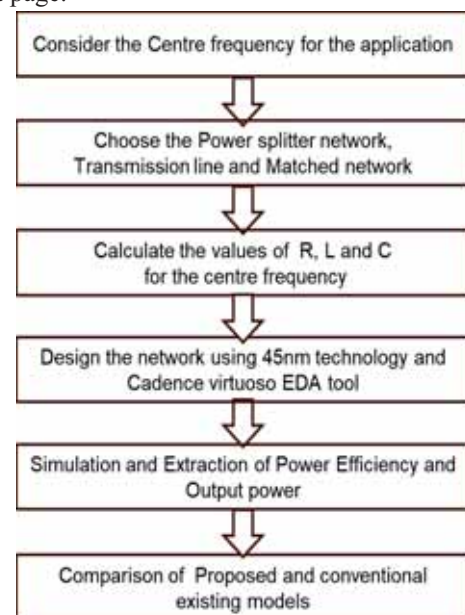 page.
Consider the Centre frequency for the application
Choose the Power splitter network,
Transmission line and Matched network
Calculate the values of R, L and C
for the centre frequency
Design the network using 45nm technology and
Cadence virtuoso EDA tool
Simulation and Extraction of Power Efficiency and
Output power
Comparison of Proposed and conventional
existing models